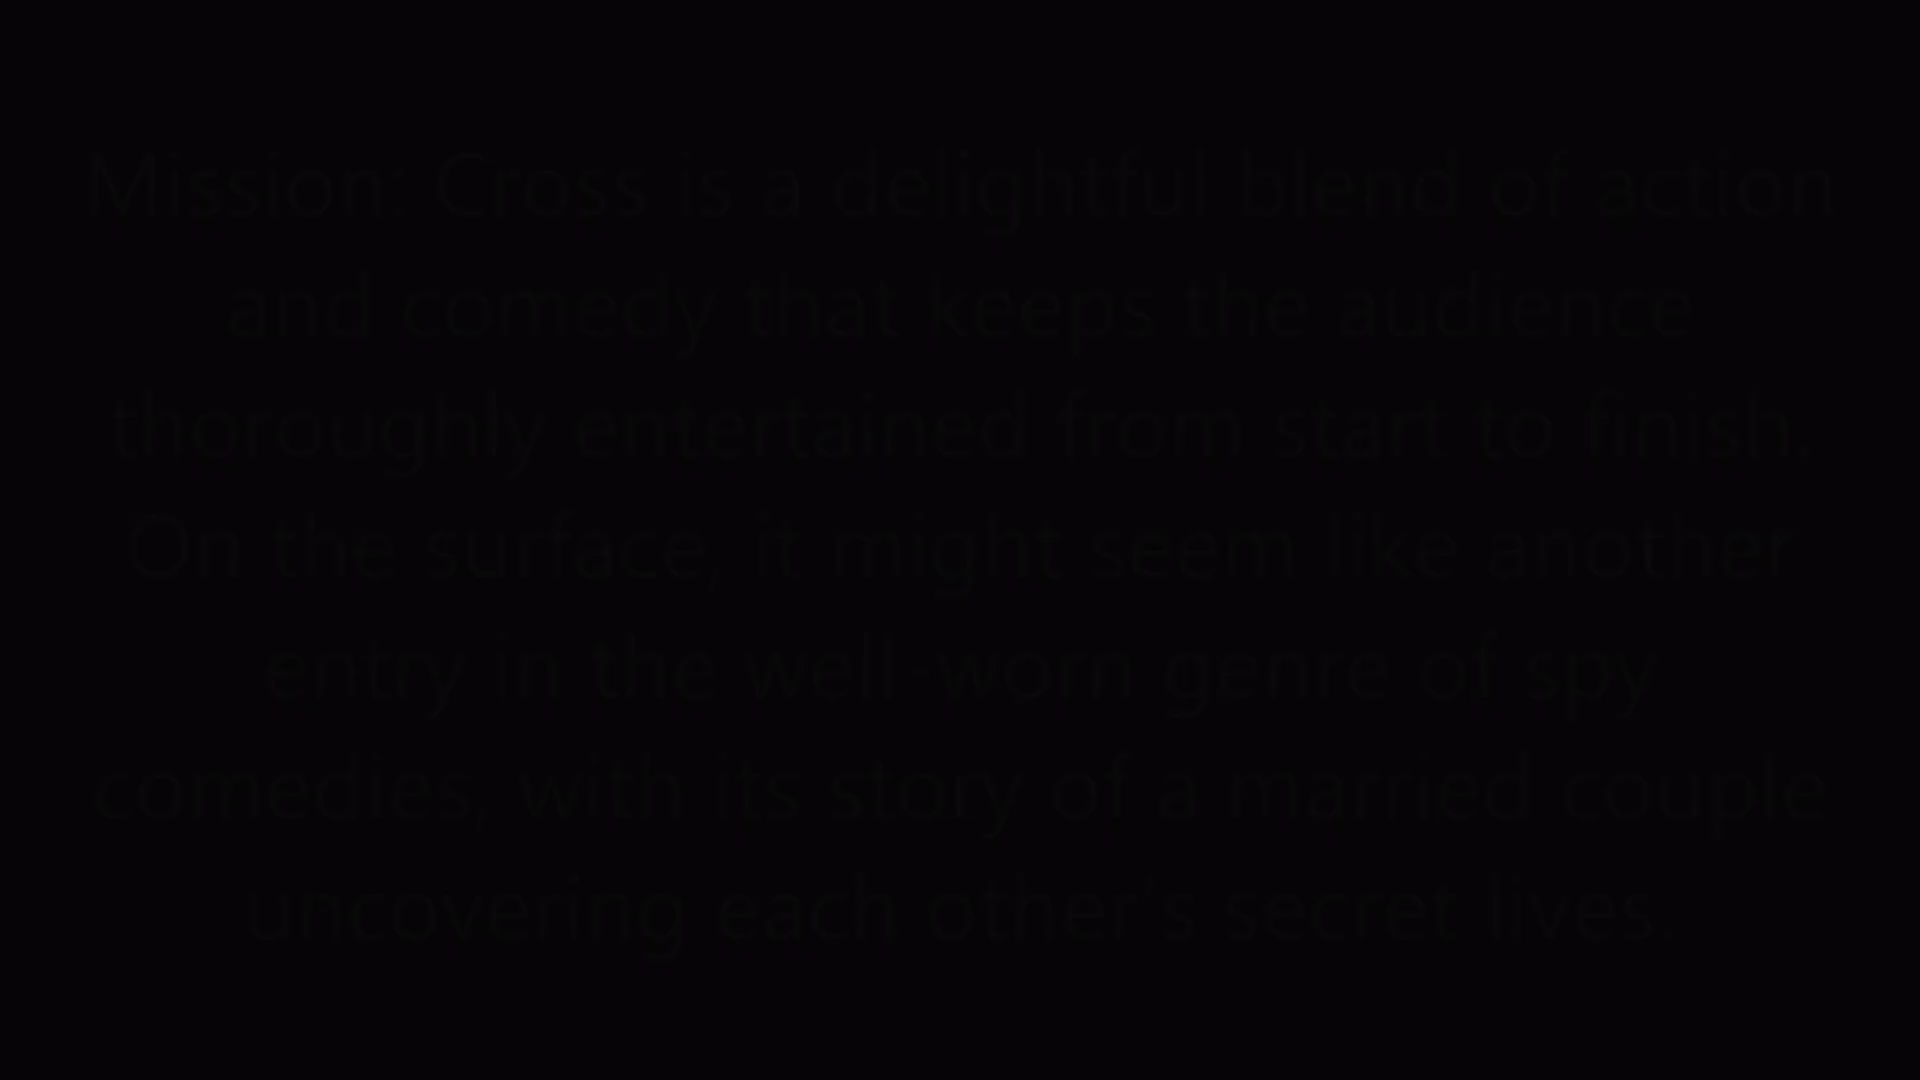 Mission: Cross is a delightful blend of action
and comedy that keeps the audience
thoroughly entertained from start to finish.
On the surface, it might seem like another
entry in the well-worn genre of spy
comedies, with its story of a married couple
uncovering each other's secret lives.